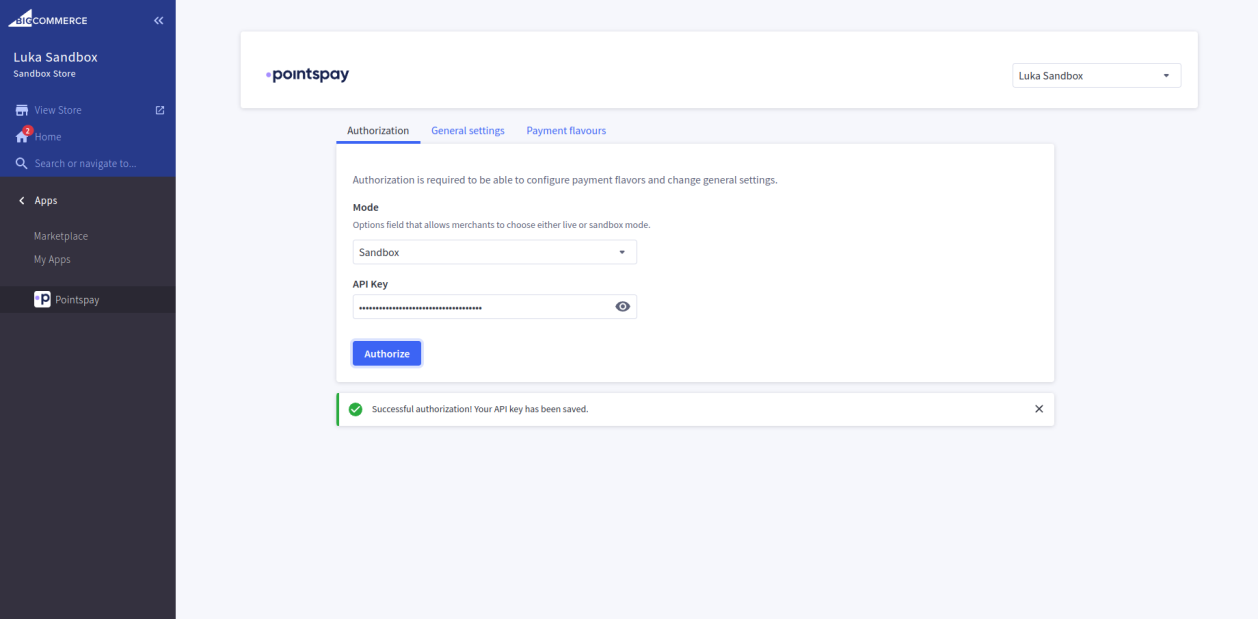 BIGCOMMERCE
Luka Sandbox
Sandbox Store
View Store
2
Home
Search or navigate to...
Apps
Marketplace
My Apps
Pointspay
pointspay
Luka Sandbox
Authorization General settings Payment flavours
Authorization is required to be able to configure payment flavors and change general settings.
Mode
Options field that allows merchants to choose either live or sandbox mode.
Sandbox
API Key
Authorize
Successful authorization! Your API key has been saved.